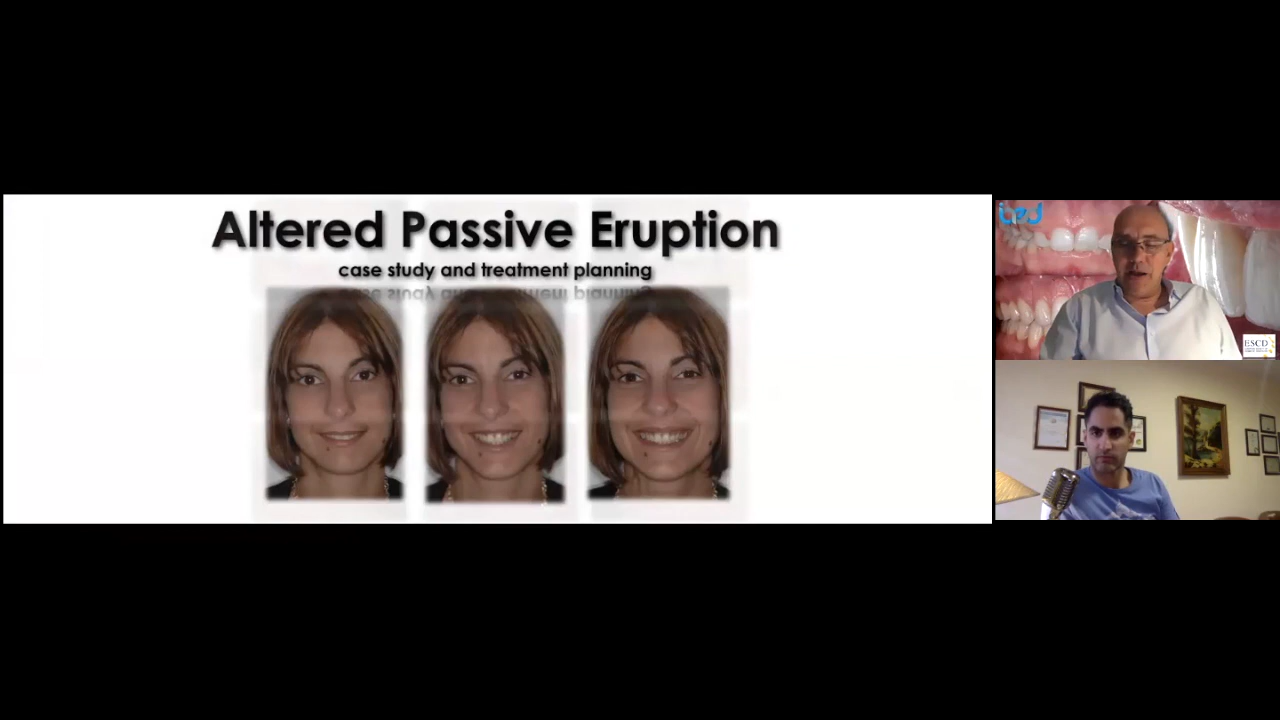 Altered Passive Eruption
case study and treatment planning
ESCD